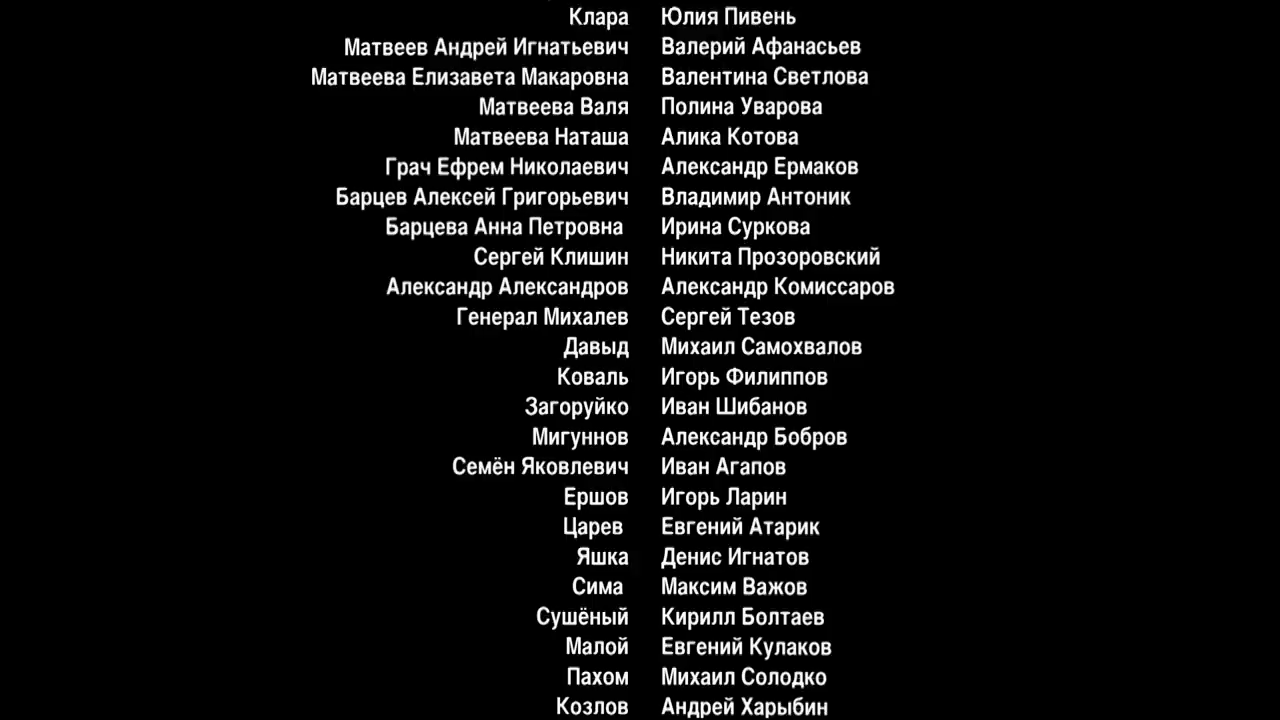 Клара Юлия Пивень
Матвеев Андрей Игнатьевич Валерий Афанасьев
Матвеева Елизавета Макаровна Валентина Светлова
Матвеева Валя Полина Уварова
Матвеева Наташа Алика Котова
Грач Ефрем Николаевич Александр Ермаков
Барцев Алексей Григорьевич Владимир Антоник
Барцева Анна Петровна Ирина Суркова
Сергей Клишин Никита Прозоровский
Александр Александров Александр Комиссаров
Генерал Михалев Сергей Тезов
Давыд Михаил Самохвалов
Коваль Игорь Филиппов
Загоруйко Иван Шибанов
Мигуннов Александр Бобров
Семён Яковлевич Иван Агапов
Ершов Игорь Ларин
Царев Евгений Атарик
Яшка Денис Игнатов
Сима Максим Важов
Сушёный Кирилл Болтаев
Малой Евгений Кулаков
Пахом Михаил Солодко
Козлов Андрей Харыбин